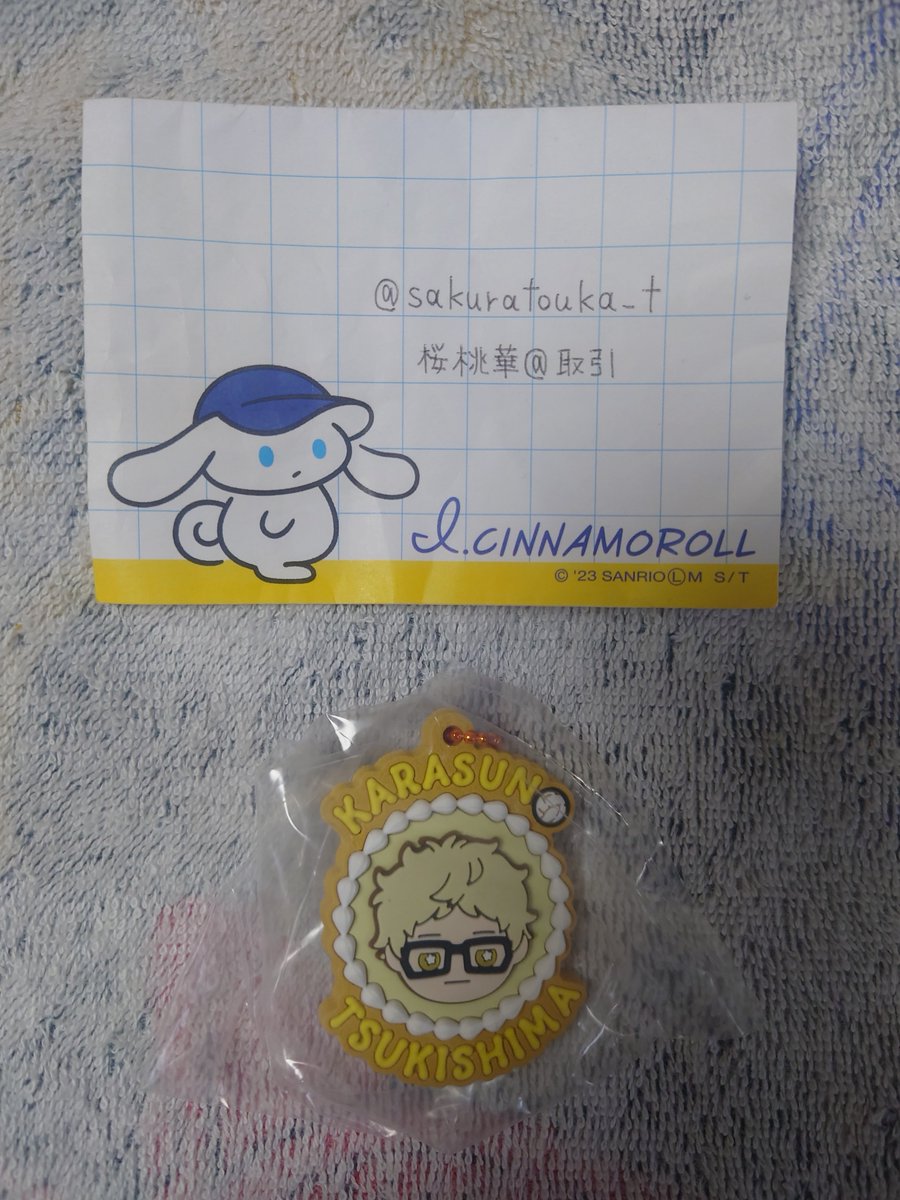 @sakuratouka_t
桜桃華@取引
I.CINNAMOROLL
© '23 SANRIO Ⓛ M S/T
KARASUNO
TSUKISHIMA